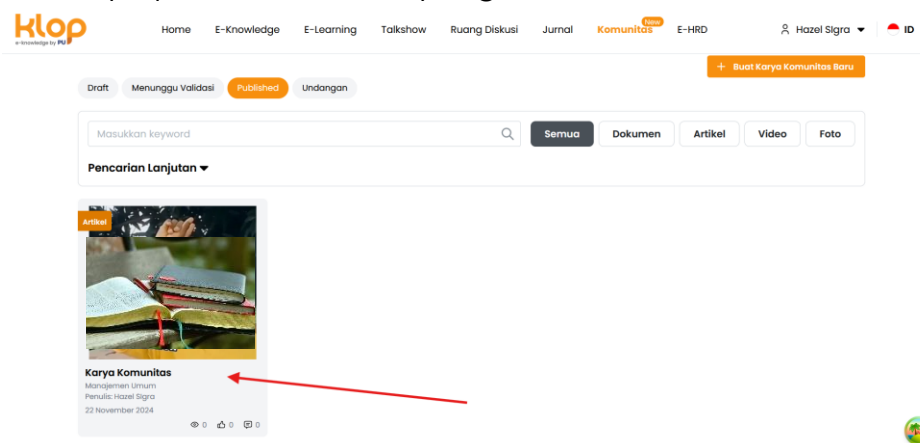 klop
e-knowledge by PU
Home E-Knowledge E-Learning Talkshow Ruang Diskusi Jurnal Komunitas New E-HRD Hazel SIgra ID
+ Buat Karya Komunitas Baru
Draft Menunggu Validasi Published Undangan
Masukkan keyword Semua Dokumen Artikel Video Foto
Pencarian Lanjutan
Artikel
Karya Komunitas
Manajemen Umum
Penulis: Hazel SIgra
22 November 2024
0 0 0